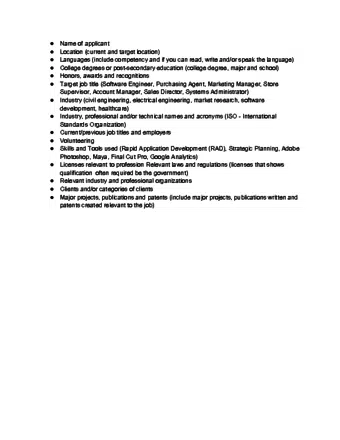 ● Name of applicant
● Location (current and target location)
● Languages (include competency and if you can read, write and/or speak the language)
● College degrees or post-secondary education (college degree, major and school)
● Honors, awards and recognitions
● Target job title (Software Engineer, Purchasing Agent, Marketing Manager, Store
Supervisor, Account Manager, Sales Director, Systems Administrator)
● Industry (civil engineering, electrical engineering, market research, software
development, healthcare)
● Industry, professional and/or technical names and acronyms (ISO - International
Standards Organization)
● Current/previous job titles and employers
● Volunteering
● Skills and Tools used (Rapid Application Development (RAD), Strategic Planning, Adobe
Photoshop, Maya, Final Cut Pro, Google Analytics)
● Licenses relevant to profession Relevant laws and regulations (licenses that shows
qualification often required be the government)
● Relevant industry and professional organizations
● Clients and/or categories of clients
● Major projects, publications and patents (include major projects, publications written and
patents created relevant to the job)